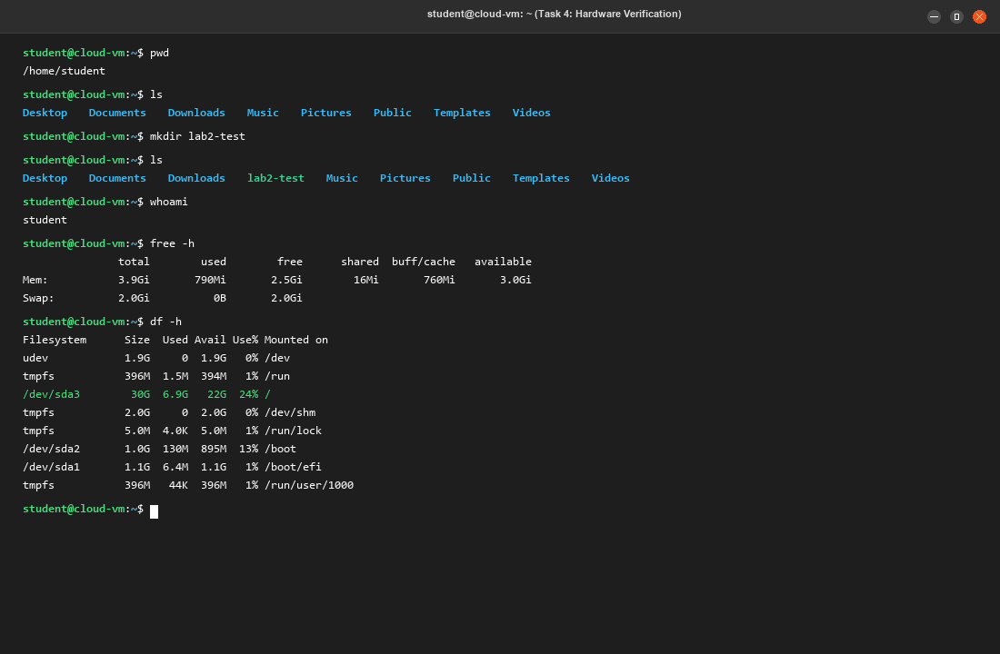 student@cloud-vm: ~ (Task 4: Hardware Verification)
student@cloud-vm:~$ pwd
/home/student
student@cloud-vm:~$ ls
Desktop   Documents   Downloads   Music   Pictures   Public   Templates   Videos
student@cloud-vm:~$ mkdir lab2-test
student@cloud-vm:~$ ls
Desktop   Documents   Downloads   lab2-test   Music   Pictures   Public   Templates   Videos
student@cloud-vm:~$ whoami
student
student@cloud-vm:~$ free -h
               total        used        free      shared  buff/cache   available
Mem:           3.9Gi       790Mi       2.5Gi        16Mi       760Mi       3.0Gi
Swap:          2.0Gi          0B       2.0Gi
student@cloud-vm:~$ df -h
Filesystem      Size  Used Avail Use% Mounted on
udev            1.9G     0  1.9G   0% /dev
tmpfs           396M  1.5M  394M   1% /run
/dev/sda3        30G  6.9G   22G  24% /
tmpfs           2.0G     0  2.0G   0% /dev/shm
tmpfs           5.0M  4.0K  5.0M   1% /run/lock
/dev/sda2       1.0G  130M  895M  13% /boot
/dev/sda1       1.1G  6.4M  1.1G   1% /boot/efi
tmpfs           396M   44K  396M   1% /run/user/1000
student@cloud-vm:~$